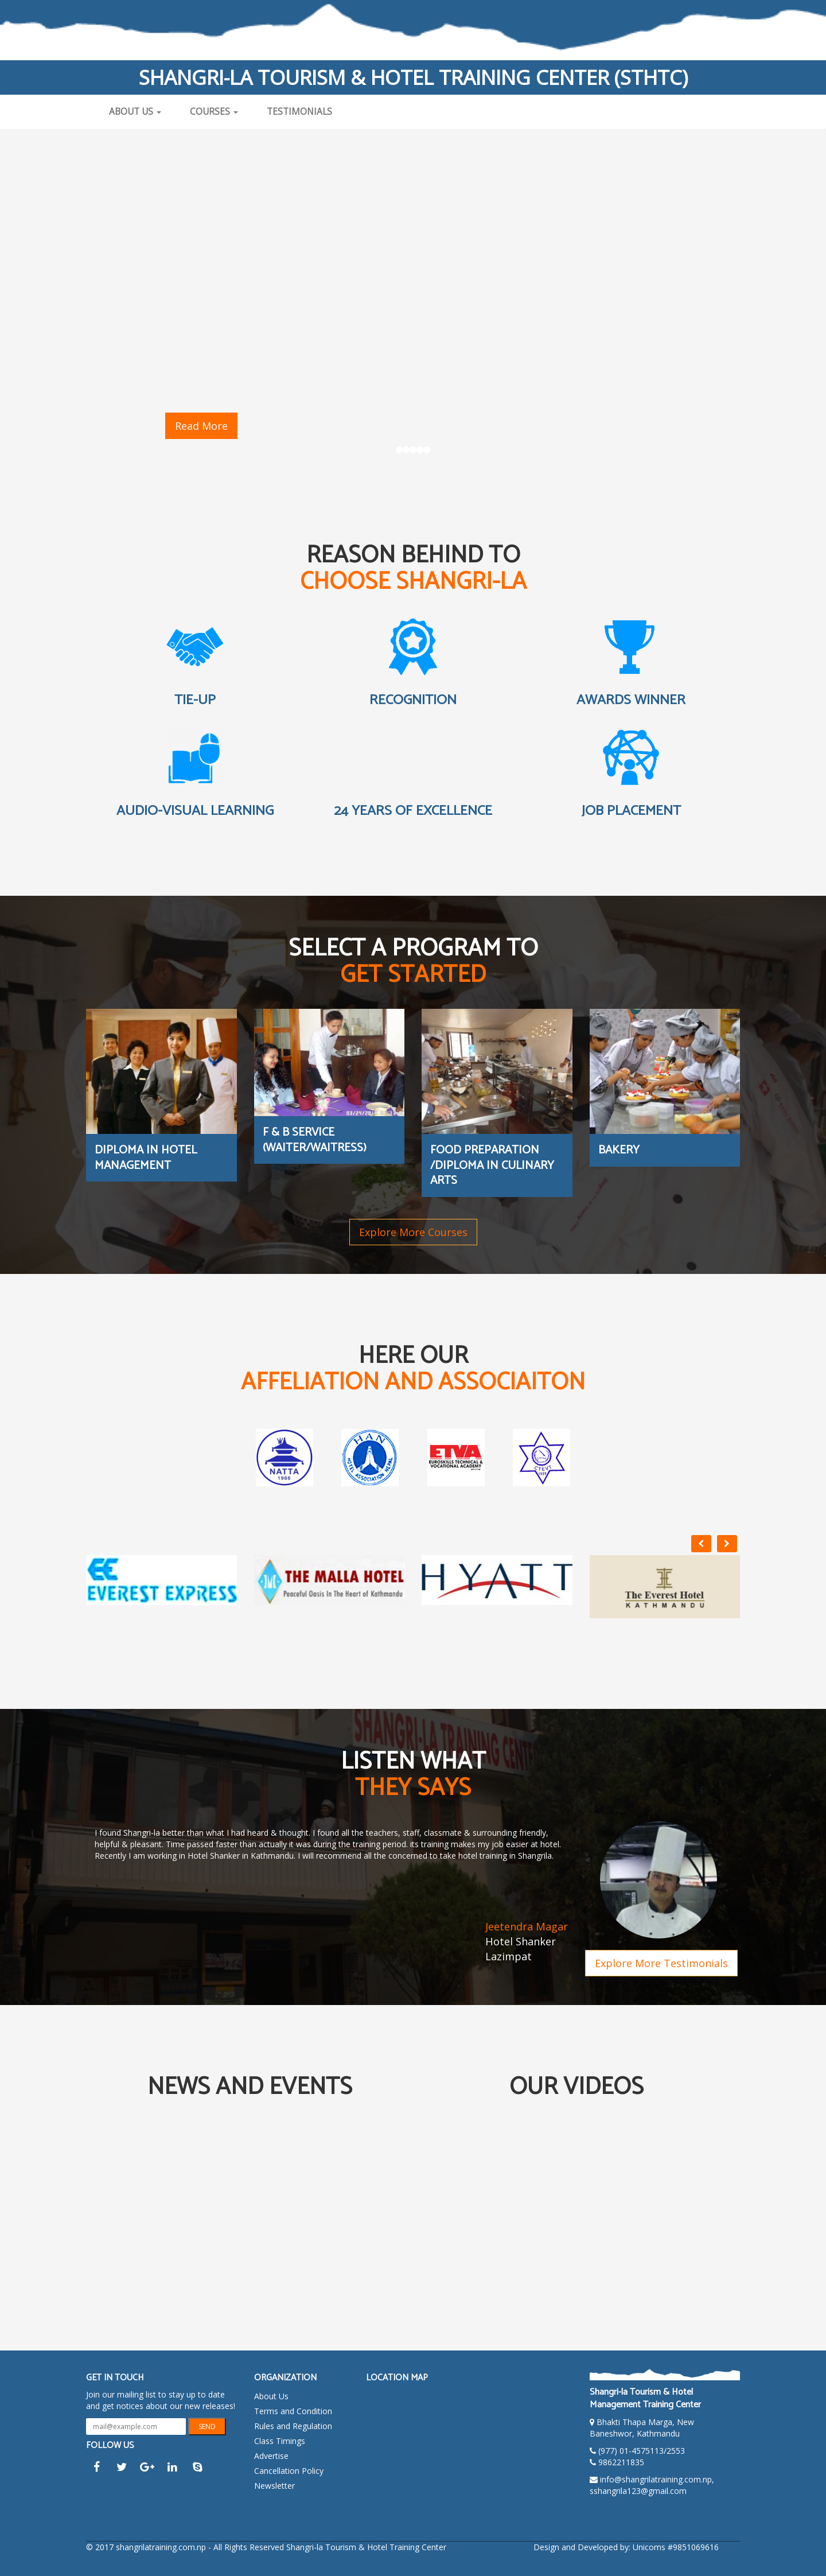 SHANGRI-LA TOURISM & HOTEL TRAINING CENTER (STHTC)
ABOUT US
COURSES
TESTIMONIALS
Read More
REASON BEHIND TO
CHOOSE SHANGRI-LA
TIE-UP
RECOGNITION
AWARDS WINNER
AUDIO-VISUAL LEARNING
24 YEARS OF EXCELLENCE
JOB PLACEMENT
SELECT A PROGRAM TO
GET STARTED
DIPLOMA IN HOTEL
MANAGEMENT
F & B SERVICE
(WAITER/WAITRESS)
FOOD PREPARATION
/DIPLOMA IN CULINARY
ARTS
BAKERY
Explore More Courses
HERE OUR
AFFELIATION AND ASSOCIAITON
NATTA
1966
HAN
HOTEL ASSOCIATION NEPAL
ETVA
EUROSKILLS TECHNICAL &
VOCATIONAL ACADEMY
EVEREST EXPRESS
THE MALLA HOTEL
Peaceful Oasis In The Heart of Kathmandu
HYATT
The Everest Hotel
KATHMANDU
SHANGRI-LA TRAINING CENT
LISTEN WHAT
THEY SAYS
I found Shangri-la better than what I had heard & thought. I found all the teachers, staff, classmate & surrounding friendly,
helpful & pleasant. Time passed faster than actually it was during the training period. its training makes my job easier at hotel.
Recently I am working in Hotel Shanker in Kathmandu. I will recommend all the concerned to take hotel training in Shangrila.
Jeetendra Magar
Hotel Shanker
Lazimpat
Explore More Testimonials
NEWS AND EVENTS
OUR VIDEOS
GET IN TOUCH
Join our mailing list to stay up to date
and get notices about our new releases!
mail@example.com
SEND
FOLLOW US
ORGANIZATION
About Us
Terms and Condition
Rules and Regulation
Class Timings
Advertise
Cancellation Policy
Newsletter
LOCATION MAP
Shangri-la Tourism & Hotel
Management Training Center
Bhakti Thapa Marga, New
Baneshwor, Kathmandu
(977) 01-4575113/2553
9862211835
info@shangrilatraining.com.np,
sshangrila123@gmail.com
© 2017 shangrilatraining.com.np - All Rights Reserved Shangri-la Tourism & Hotel Training Center
Design and Developed by: Unicorns #9851069616